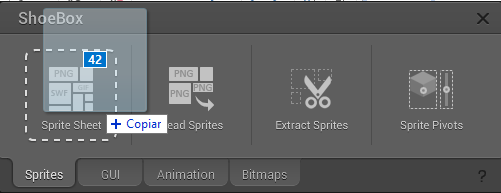 ShoeBox
42
PNG
SWF
GIF
PNG
PNG
PNG
Sprite Sheet
ead Sprites
Extract Sprites
Sprite Pivots
+ Copiar
Sprites
GUI
Animation
Bitmaps
?